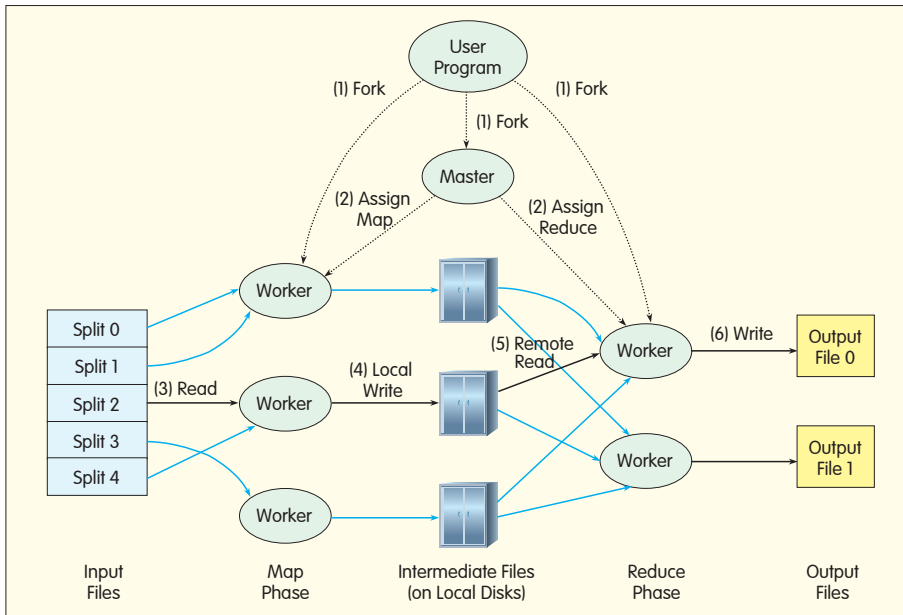 User
Program
(1) Fork
(1) Fork
(1) Fork
Master
(2) Assign
Map
(2) Assign
Reduce
Worker
Split 0
Split 1
Split 2
Split 3
Split 4
(3) Read
Worker
(4) Local
Write
(5) Remote
Read
Worker
(6) Write
Output
File 0
Worker
Output
File 1
Worker
Input
Files
Map
Phase
Intermediate Files
(on Local Disks)
Reduce
Phase
Output
Files